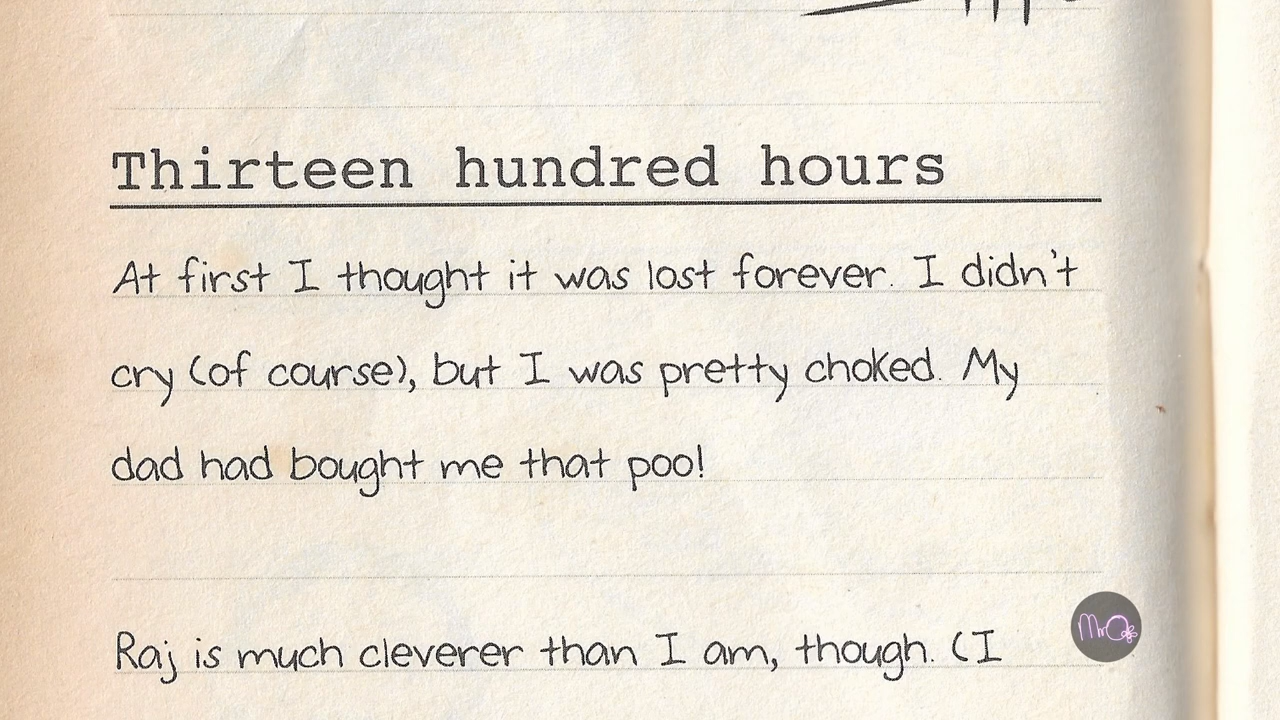 Thirteen hundred hours
At first I thought it was lost forever. I didn't
cry (of course), but I was pretty choked. My
dad had bought me that poo!
Raj is much cleverer than I am, though. (I
MrQ